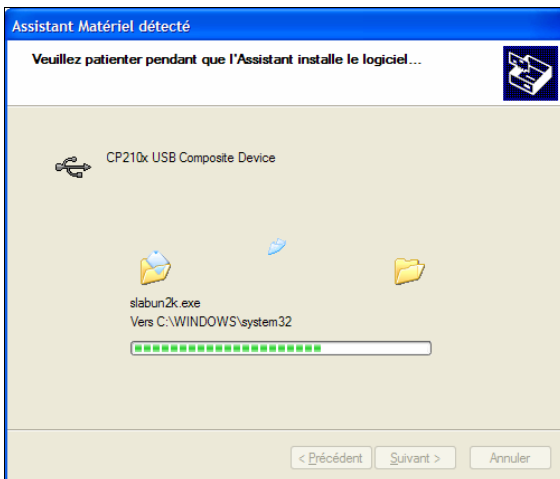 Assistant Matériel détecté
Veuillez patienter pendant que l'Assistant installe le logiciel...
CP210x USB Composite Device
slabun2k.exe
Vers C:\WINDOWS\system32
< Précédent
Suivant >
Annuler